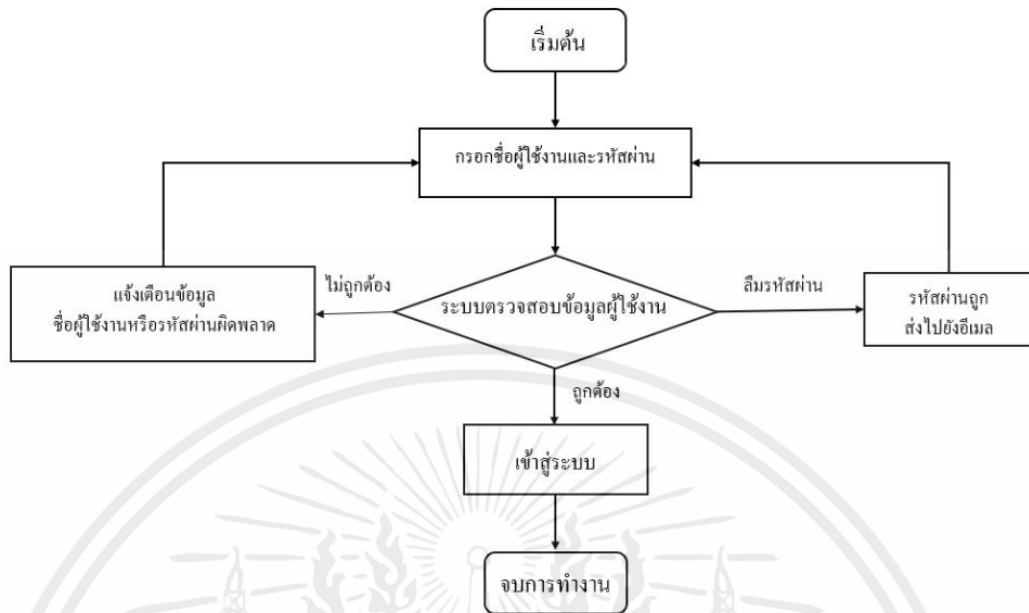 เริ่มต้น
กรอกชื่อผู้ใช้งานและรหัสผ่าน
ไม่ถูกต้อง
ลืมรหัสผ่าน
แจ้งเตือนข้อมูล
ชื่อผู้ใช้งานหรือรหัสผ่านผิดพลาด
ระบบตรวจสอบข้อมูลผู้ใช้งาน
รหัสผ่านถูก
ส่งไปยังอีเมล
ถูกต้อง
เข้าสู่ระบบ
จบการทำงาน